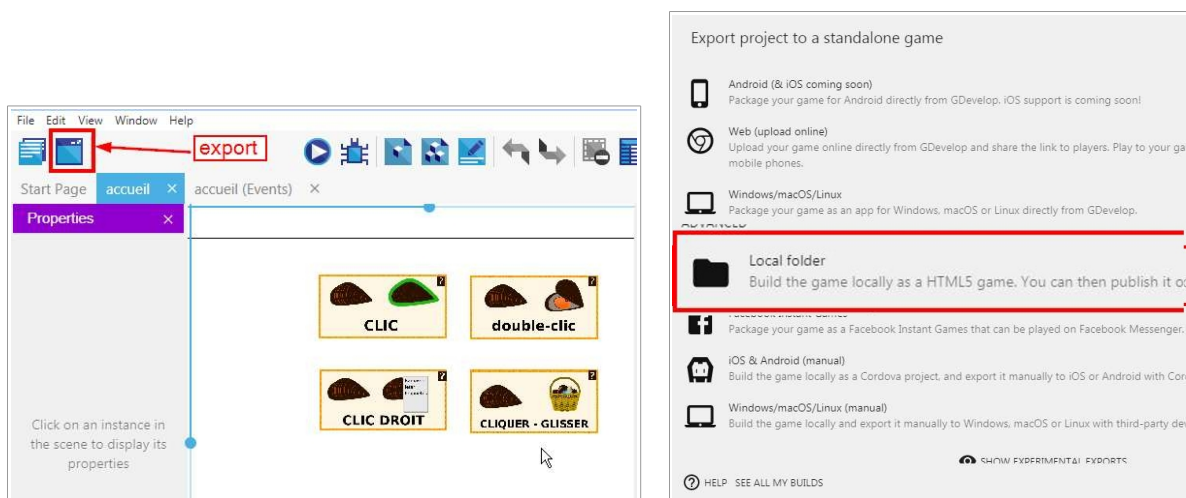 File Edit View Window Help
export
Start Page accueil × accueil (Events) ×
Properties ×
Click on an instance in
the scene to display its
properties
CLIC
double-clic
CLIC DROIT
CLIQUER - GLISSER
Export project to a standalone game
Android (& iOS coming soon)
Package your game for Android directly from GDevelop. iOS support is coming soon!
Web (upload online)
Upload your game online directly from GDevelop and share the link to players. Play to your
mobile phones.
Windows/macOS/Linux
Package your game as an app for Windows, macOS or Linux directly from GDevelop.
ADVANCED
Local folder
Build the game locally as a HTML5 game. You can then publish it
Facebook Instant Games
Package your game as a Facebook Instant Games that can be played on Facebook Messenger.
iOS & Android (manual)
Build the game locally as a Cordova project, and export it manually to iOS or Android with
Windows/macOS/Linux (manual)
Build the game locally and export it manually to Windows, macOS or Linux with third-party
SHOW EXPERIMENTAL EXPORTS
HELP SEE ALL MY BUILDS